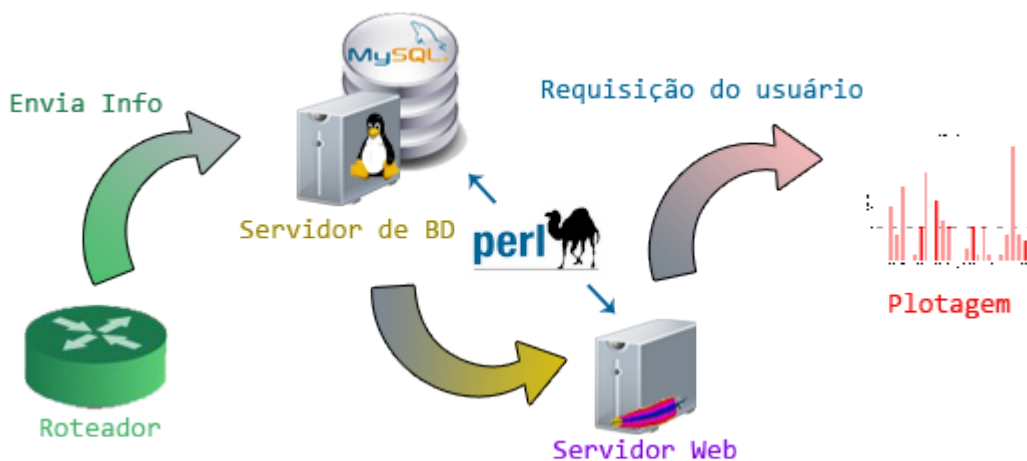 MySQL
Envia Info
Requisição do usuário
Servidor de BD
perl
Plotagem
Roteador
Servidor Web